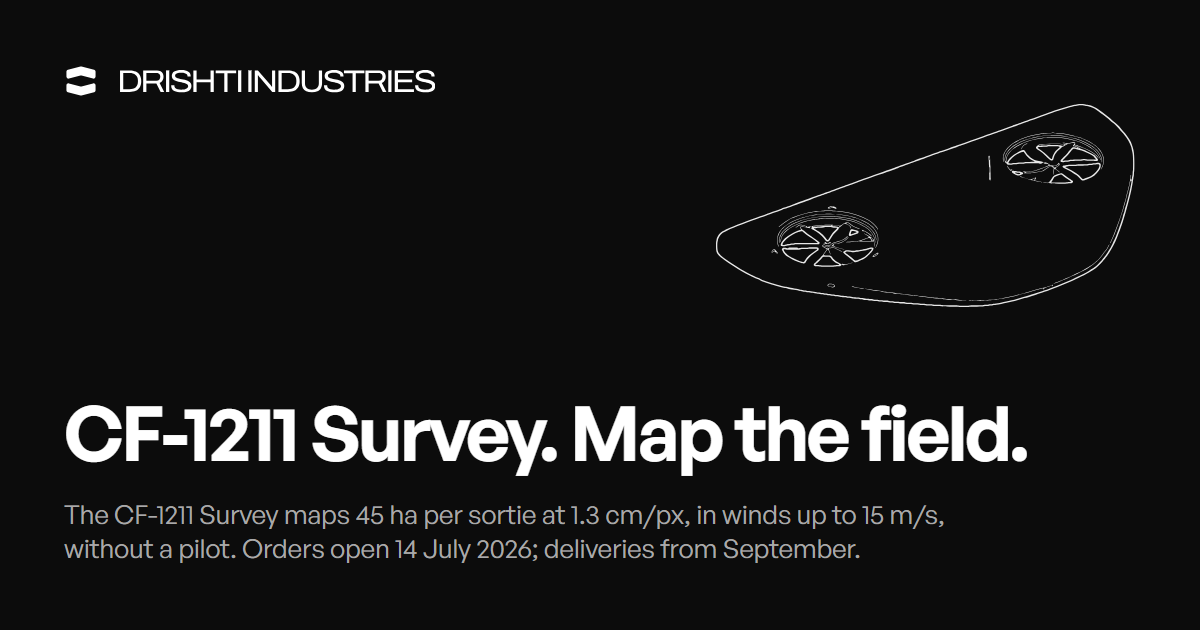 DRISHTI INDUSTRIES
CF-1211 Survey. Map the field.
The CF-1211 Survey maps 45 ha per sortie at 1.3 cm/px, in winds up to 15 m/s,
without a pilot. Orders open 14 July 2026; deliveries from September.